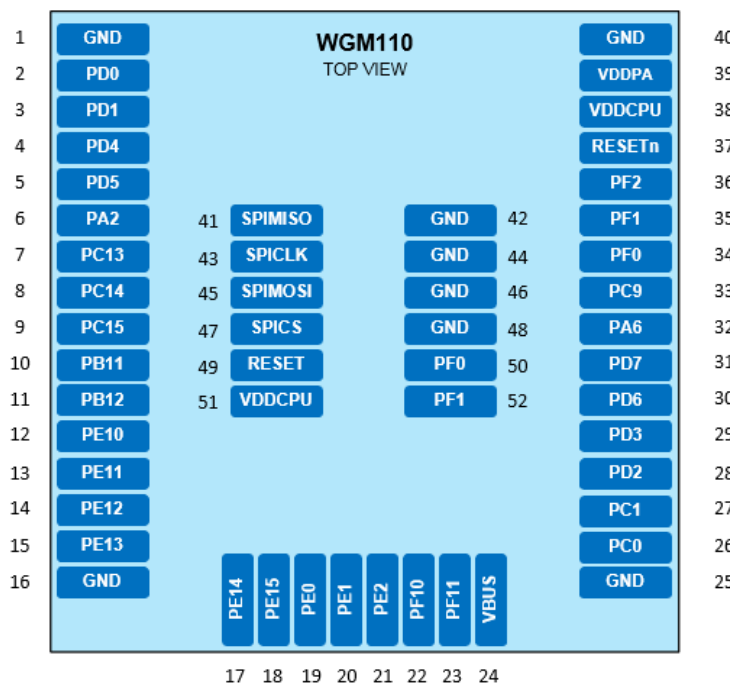 WGM110
TOP VIEW
1 GND GND 40
2 PD0 VDDPA 39
3 PD1 VDDCPU 38
4 PD4 RESETn 37
5 PD5 PF2 36
6 PA2 41 SPIMISO GND 42 PF1 35
7 PC13 43 SPICLK GND 44 PF0 34
8 PC14 45 SPIMOSI GND 46 PC9 33
9 PC15 47 SPICS GND 48 PA6 32
10 PB11 49 RESET PF0 50 PD7 31
11 PB12 51 VDDCPU PF1 52 PD6 30
12 PE10 PD3 29
13 PE11 PD2 28
14 PE12 PC1 27
15 PE13 PC0 26
16 GND GND 25
PE14 PE15 PE0 PE1 PE2 PF10 PF11 VBUS
17 18 19 20 21 22 23 24